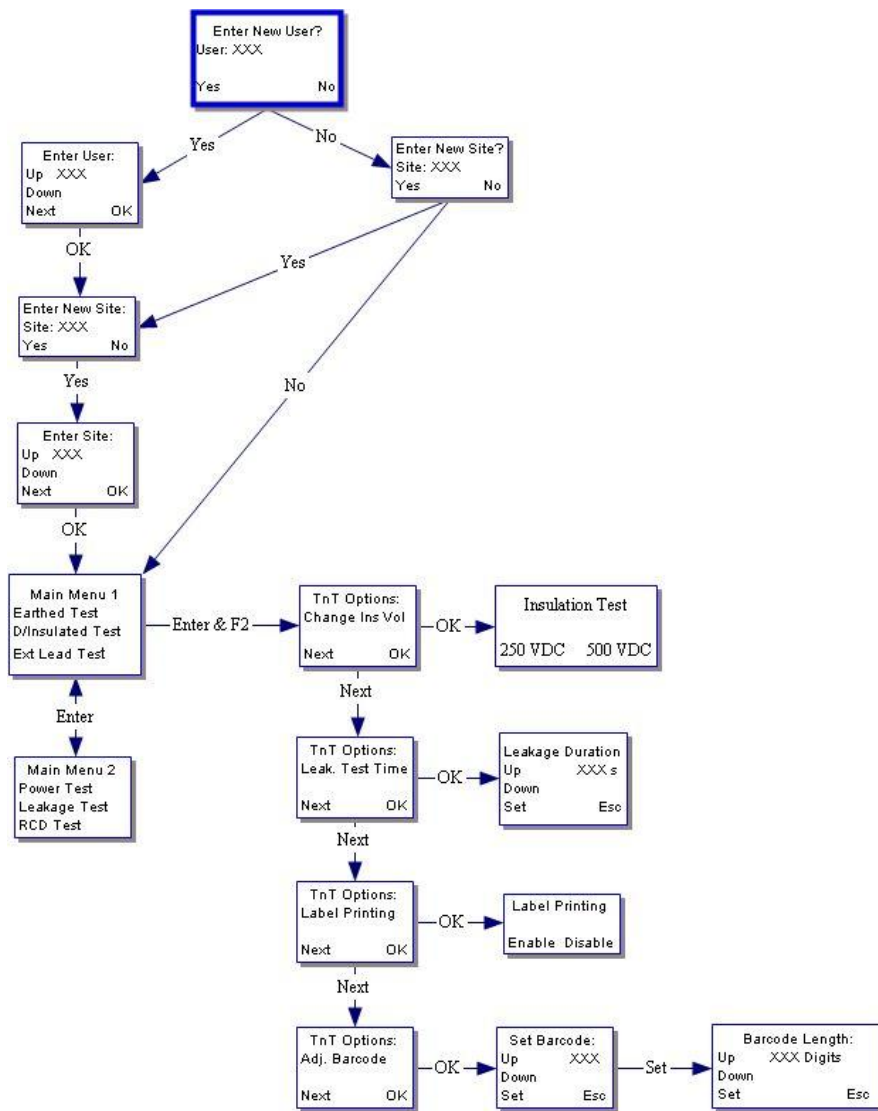 Enter New User?
User: XXX
Yes No
Yes
No
Enter User:
Up XXX
Down
Next OK
Enter New Site?
Site: XXX
Yes No
OK
Yes
Enter New Site:
Site: XXX
Yes No
Yes
No
Enter Site:
Up XXX
Down
Next OK
OK
Main Menu 1
Earthed Test
D/Insulated Test
Ext Lead Test
Enter & F2
TnT Options:
Change Ins Vol
Next OK
OK
Insulation Test
250 VDC 500 VDC
Enter
Next
Main Menu 2
Power Test
Leakage Test
RCD Test
TnT Options:
Leak. Test Time
Next OK
OK
Leakage Duration
Up XXX s
Down
Set Esc
Next
TnT Options:
Label Printing
Next OK
OK
Label Printing
Enable Disable
Next
TnT Options:
Adj. Barcode
Next OK
OK
Set Barcode:
Up XXX
Down
Set Esc
Set
Barcode Length:
Up XXX Digits
Down
Set Esc